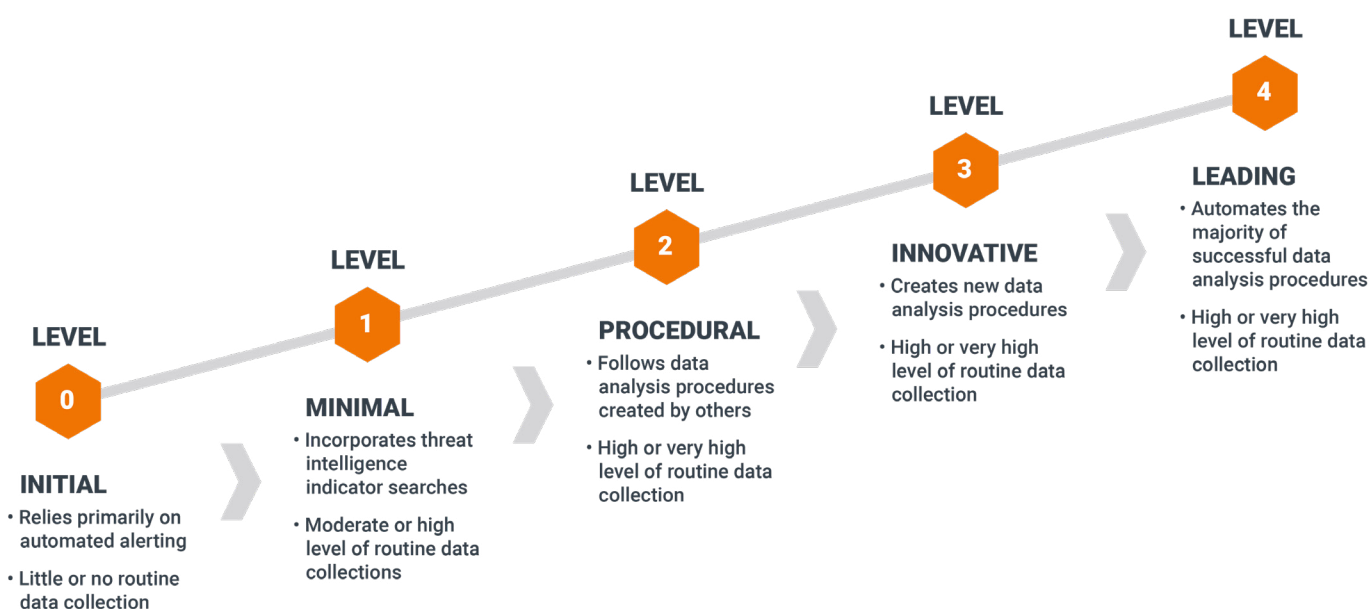 LEVEL
0
INITIAL
• Relies primarily on
automated alerting
• Little or no routine
data collection
LEVEL
1
MINIMAL
• Incorporates threat
intelligence
indicator searches
• Moderate or high
level of routine data
collections
LEVEL
2
PROCEDURAL
• Follows data
analysis procedures
created by others
• High or very high
level of routine data
collection
LEVEL
3
INNOVATIVE
• Creates new data
analysis procedures
• High or very high
level of routine data
collection
LEVEL
4
LEADING
• Automates the
majority of
successful data
analysis procedures
• High or very high
level of routine data
collection